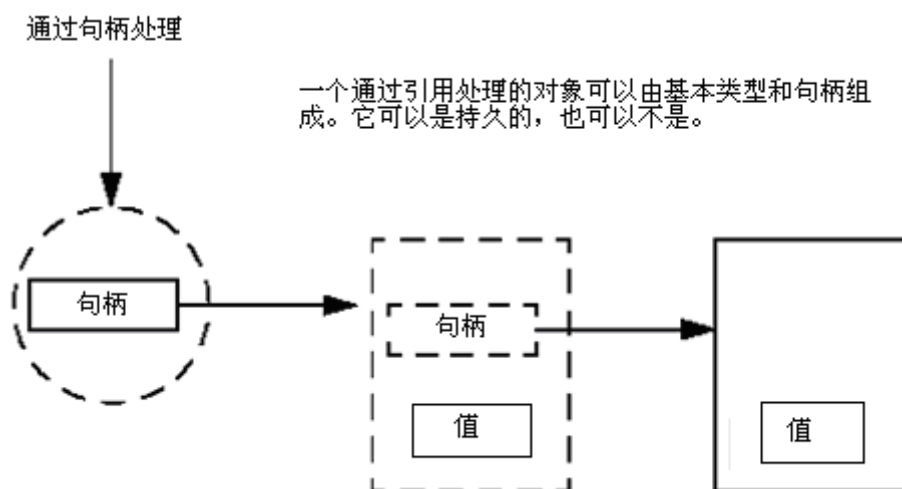 通过句柄处理
一个通过引用处理的对象可以由基本类型和句柄组
成。它可以是持久的，也可以不是。
句柄
句柄
值
值